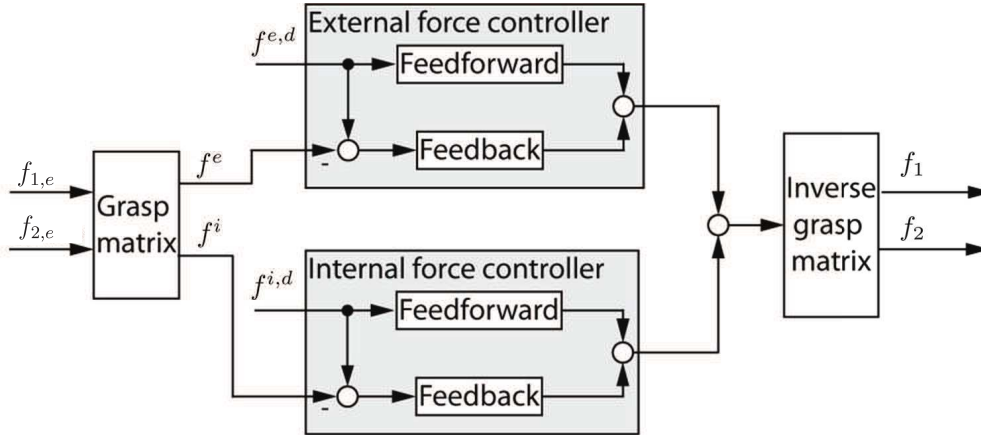 External force controller
f^{e,d}
Feedforward
Feedback
-
f^e
f_{1,e}
f_{2,e}
Grasp
matrix
f^i
Internal force controller
f^{i,d}
Feedforward
Feedback
-
Inverse
grasp
matrix
f_1
f_2